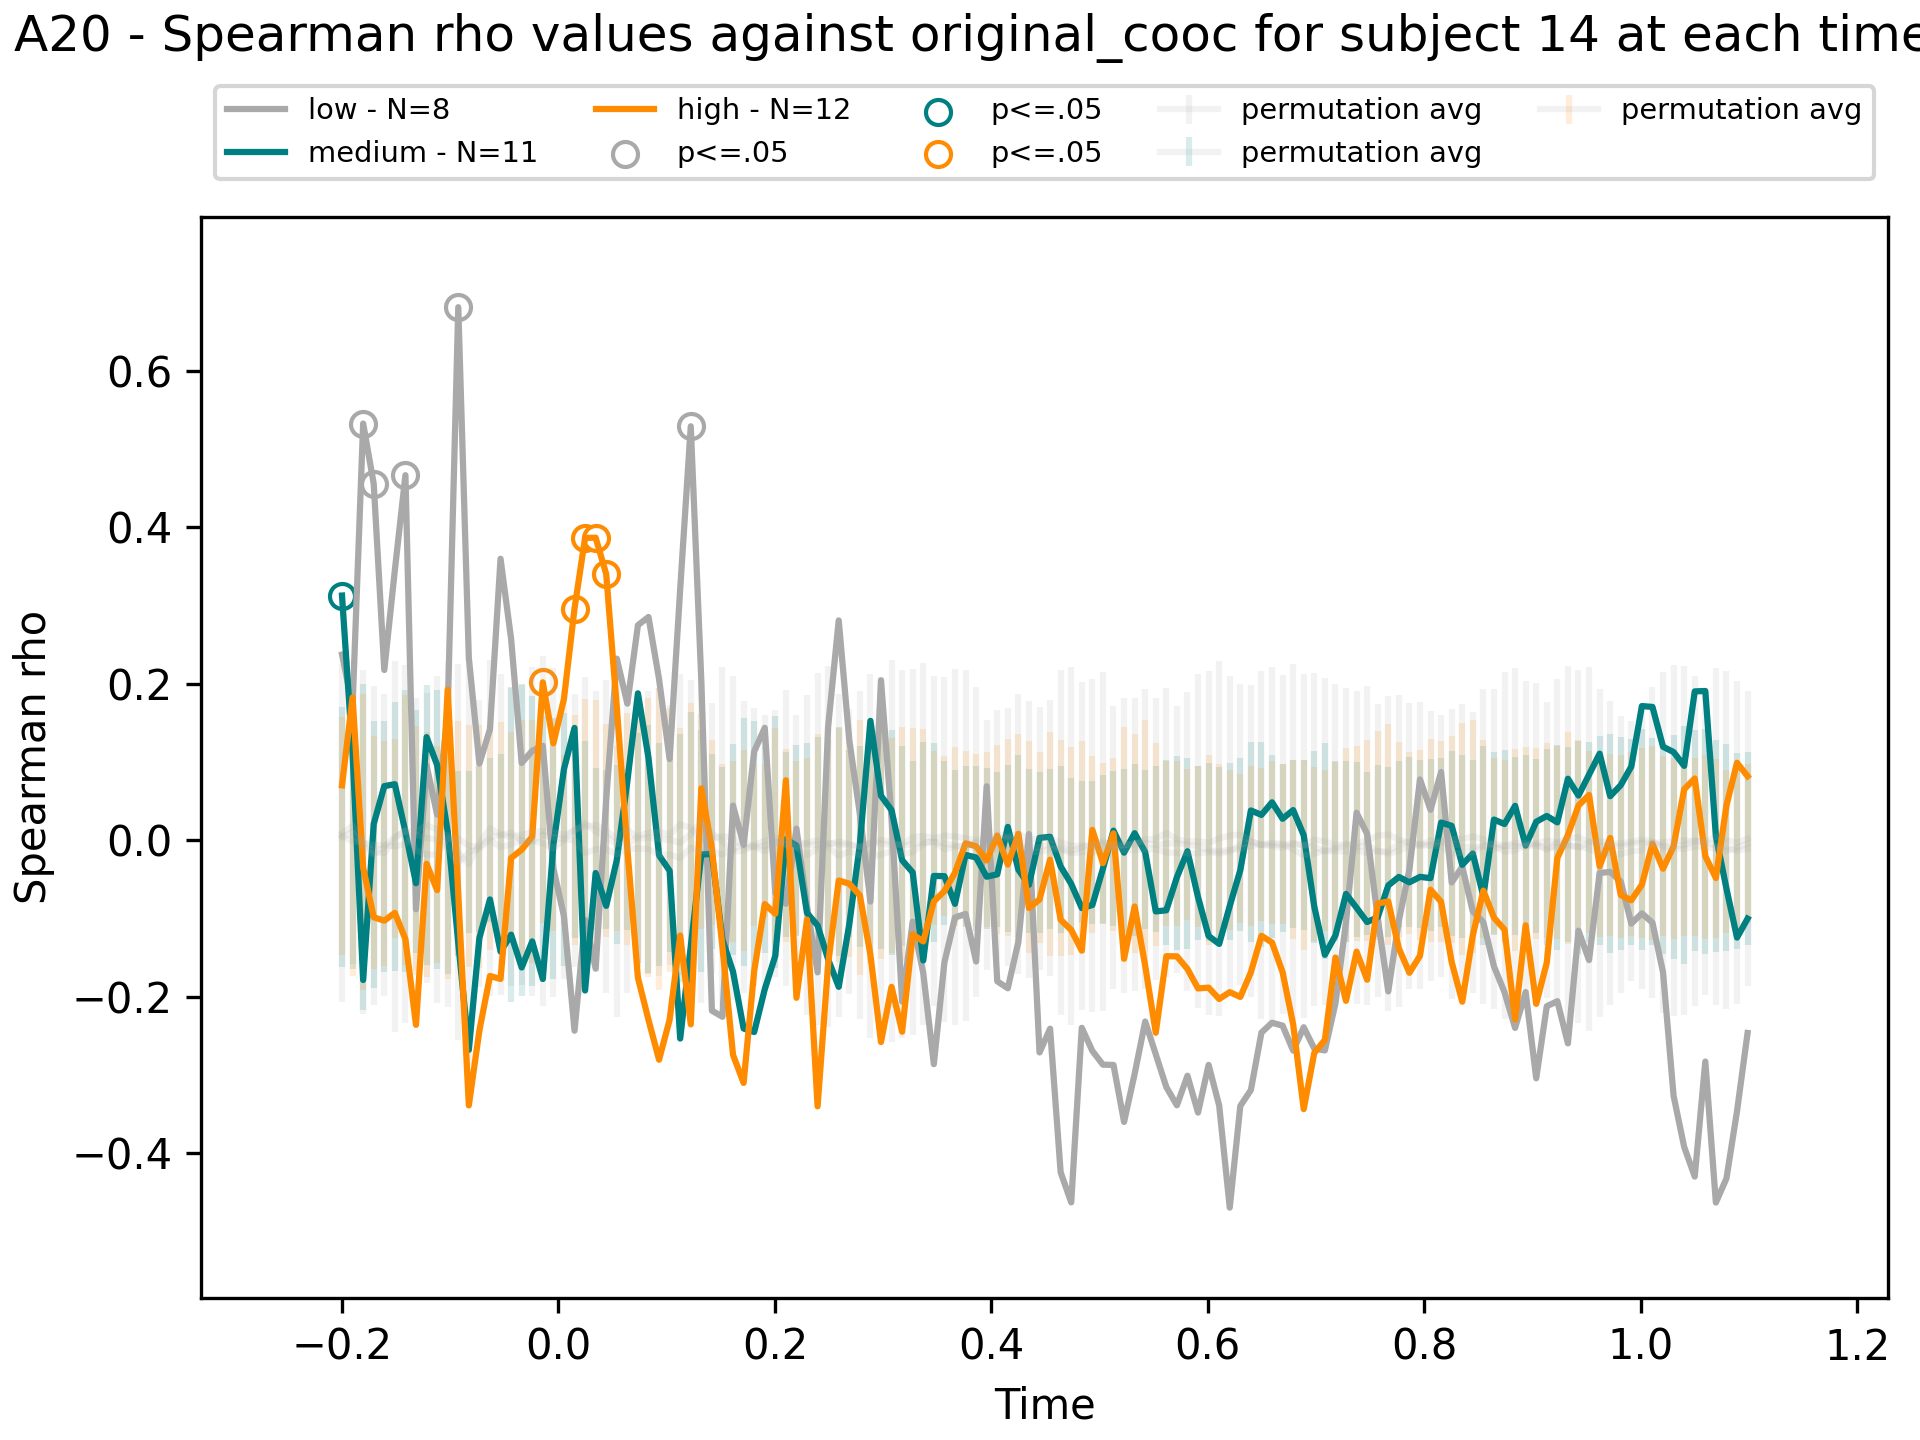 A20 - Spearman rho values against original_cooc for subject 14 at each time
low - N=8
medium - N=11
high - N=12
p<=.05
p<=.05
p<=.05
permutation avg
permutation avg
permutation avg
Spearman rho
0.6
0.4
0.2
0.0
−0.2
−0.4
−0.2 0.0 0.2 0.4 0.6 0.8 1.0 1.2
Time